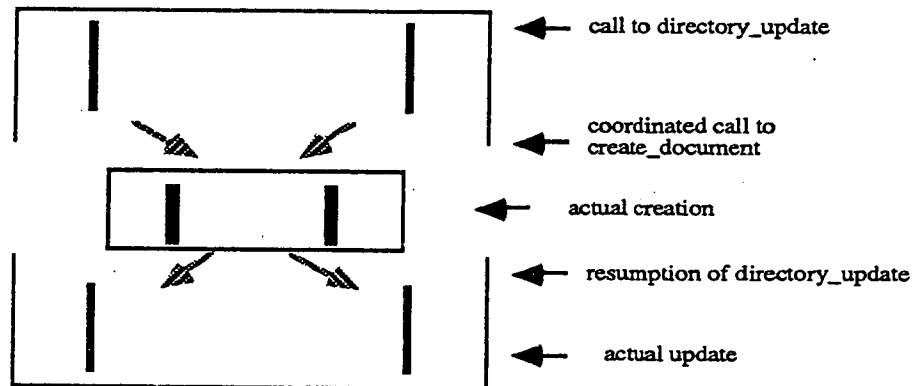 call to directory_update
coordinated call to
create_document
actual creation
resumption of directory_update
actual update